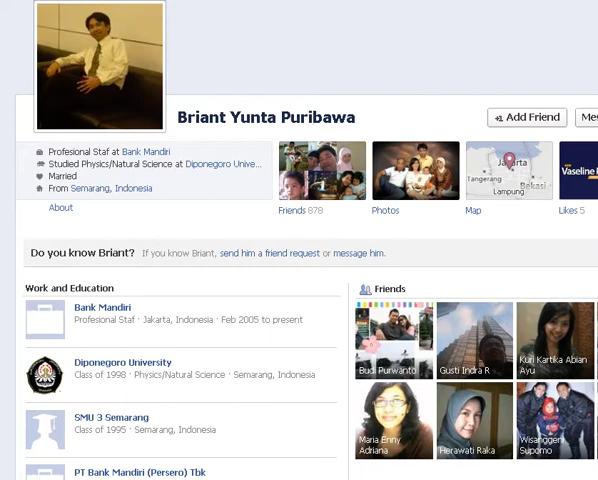 Briant Yunta Puribawa
+1 Add Friend
Mes
Profesional Staf at Bank Mandiri
Studied Physics/Natural Science at Diponegoro Unive...
Married
From Semarang, Indonesia
About
Friends 878
Photos
Jakarta
Tangerang
Bekasi
Lampung
Map
Vaseline
Likes 5
Do you know Briant? If you know Briant, send him a friend request or message him.
Work and Education
Bank Mandiri
Profesional Staf · Jakarta, Indonesia · Feb 2005 to present
Diponegoro University
Class of 1998 · Physics/Natural Science · Semarang, Indonesia
SMU 3 Semarang
Class of 1995 · Semarang, Indonesia
PT Bank Mandiri (Persero) Tbk
Friends
Budi Purwanto
Gusti Indra R
Kuri Kartika Abian
Ayu
Maria Enny
Adriana
Herawati Raka
Wisanggeni
Supomo